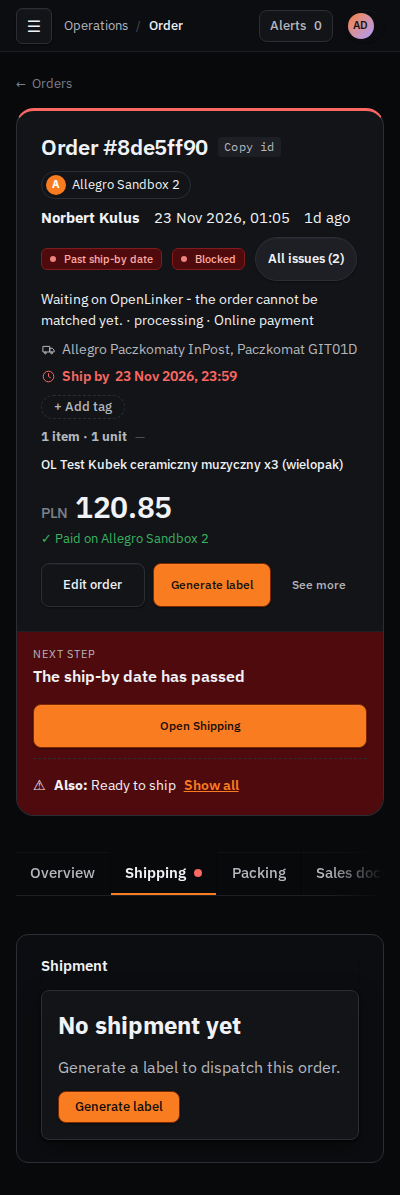 ☰ Operations / Order Alerts 0 AD
← Orders
Order #8de5ff90 Copy id
A Allegro Sandbox 2
Norbert Kulus 23 Nov 2026, 01:05 1d ago
Past ship-by date Blocked All issues (2)
Waiting on OpenLinker - the order cannot be
matched yet. · processing · Online payment
Allegro Paczkomaty InPost, Paczkomat GIT01D
Ship by 23 Nov 2026, 23:59
+ Add tag
1 item · 1 unit —
OL Test Kubek ceramiczny muzyczny x3 (wielopak)
PLN 120.85
✓ Paid on Allegro Sandbox 2
Edit order Generate label See more
NEXT STEP
The ship-by date has passed
Open Shipping
⚠ Also: Ready to ship Show all
Overview Shipping Packing Sales doc
Shipment
No shipment yet
Generate a label to dispatch this order.
Generate label